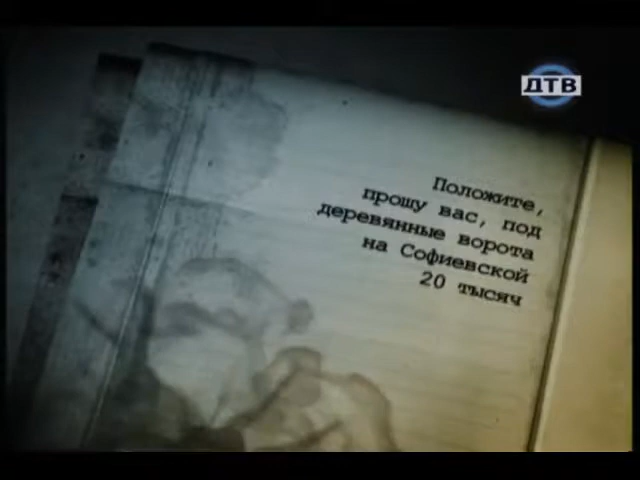 ДТВ
Положите,
прошу вас, под
деревянные ворота
на Софиевской
20 тысяч